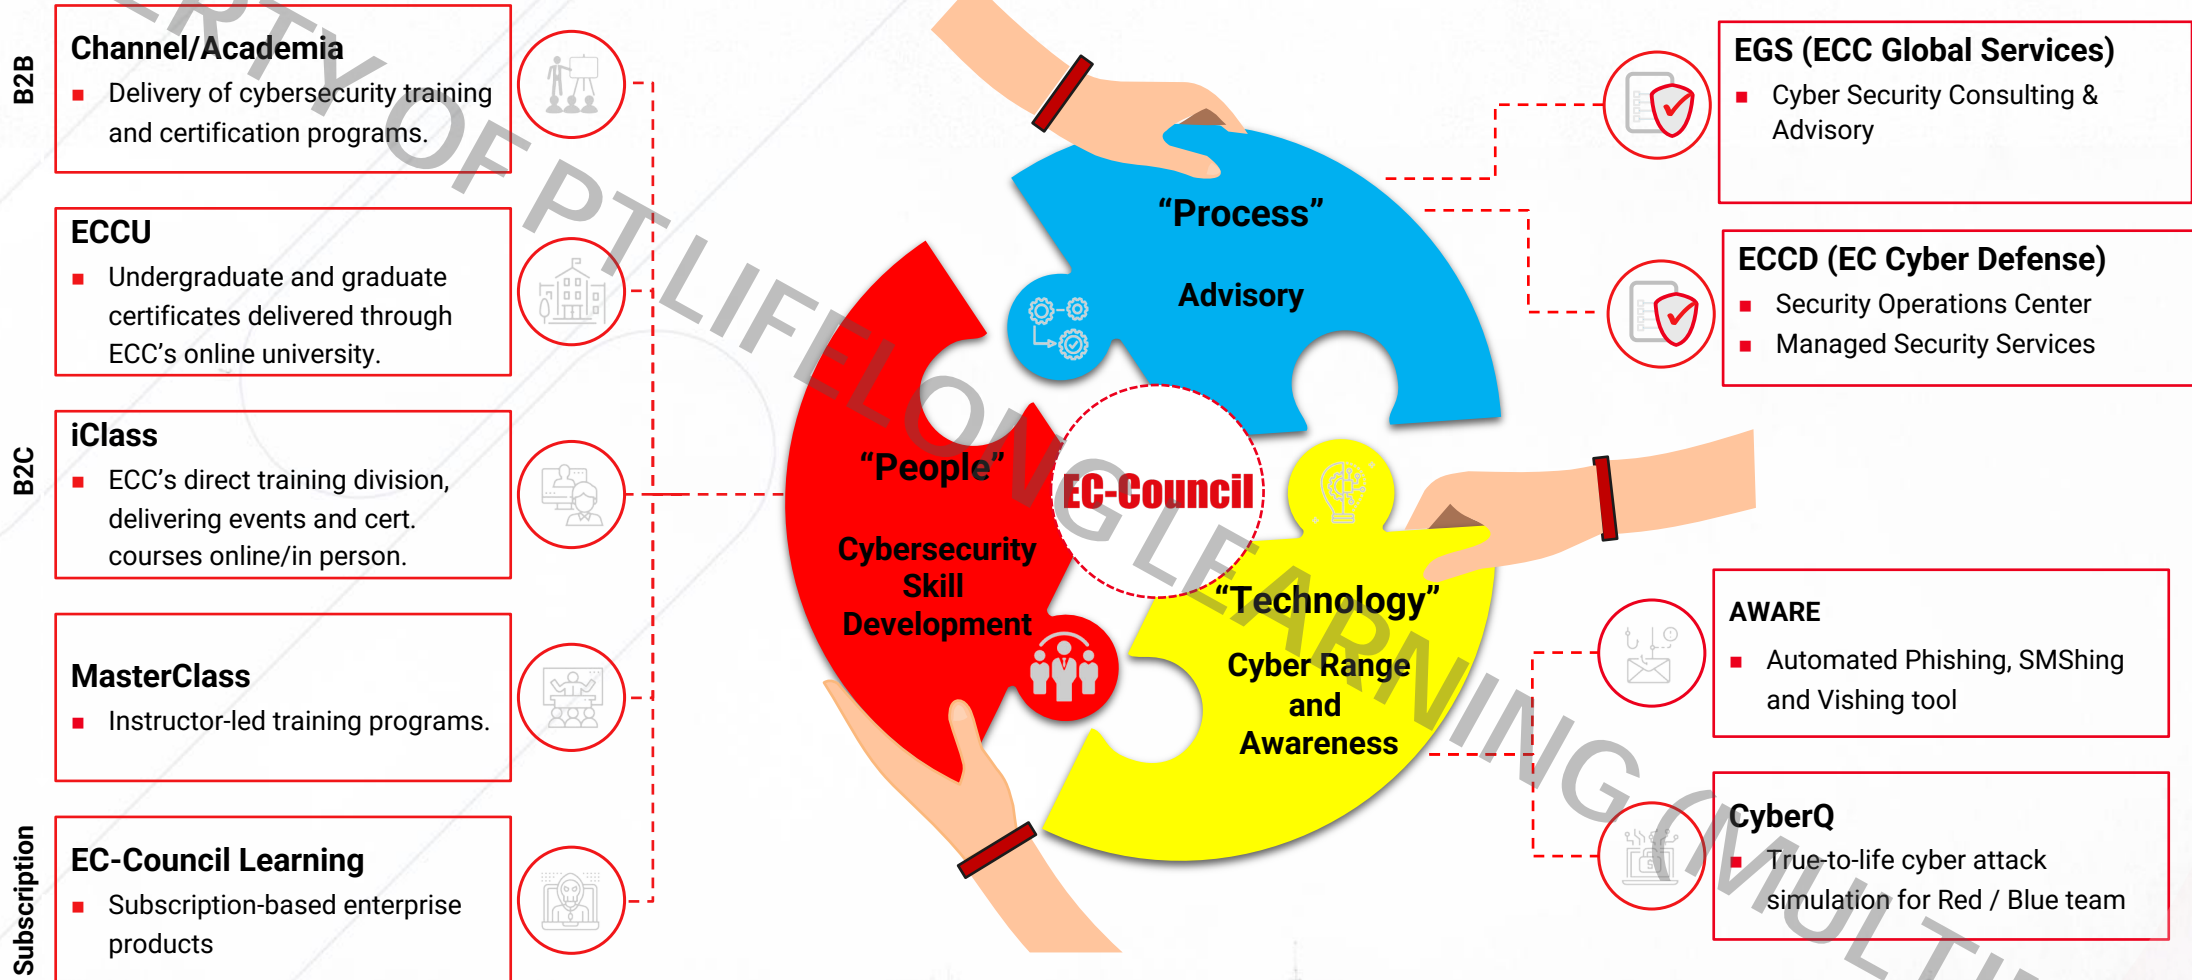 B2B
Channel/Academia
Delivery of cybersecurity training
and certification programs.
ECCU
Undergraduate and graduate
certificates delivered through
ECC’s online university.
B2C
iClass
ECC’s direct training division,
delivering events and cert.
courses online/in person.
MasterClass
Instructor-led training programs.
Subscription
EC-Council Learning
Subscription-based enterprise
products
“Process”
Advisory
“People”
Cybersecurity
Skill
Development
EC-Council
“Technology”
Cyber Range
and
Awareness
EGS (ECC Global Services)
Cyber Security Consulting &
Advisory
ECCD (EC Cyber Defense)
Security Operations Center
Managed Security Services
AWARE
Automated Phishing, SMShing
and Vishing tool
CyberQ
True-to-life cyber attack
simulation for Red / Blue team
ERTY OF PT LIFELONG LEARNING (MULTI